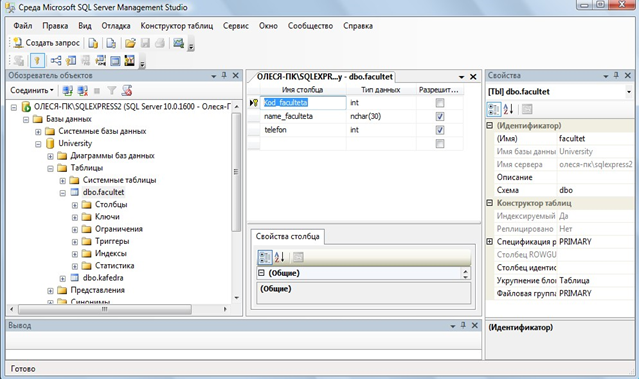 Среда Microsoft SQL Server Management Studio
Файл Правка Вид Отладка Конструктор таблиц Сервис Окно Сообщество Справка
Создать запрос
Обозреватель объектов
Соединить
ОЛЕСЯ-ПК\SQLEXPRESS2 (SQL Server 10.0.1600 - Олеся-Г
Базы данных
Системные базы данных
University
Диаграммы баз данных
Таблицы
Системные таблицы
dbo.facultet
Столбцы
Ключи
Ограничения
Триггеры
Индексы
Статистика
dbo.kafedra
Представления
Синонимы
ОЛЕСЯ-ПК\SQLEXPR...y - dbo.facultet
Имя столбца Тип данных Разрешит...
Kod_faculteta int
name_faculteta nchar(30)
telefon int
Свойства столбца
(Общие)
(Общие)
Свойства
[Tbl] dbo.facultet
(Идентификатор)
(Имя) facultet
Имя базы данны University
Имя сервера олеся-пк\sqlexpress2
Описание
Схема dbo
Конструктор таблиц
Индексируемый Да
Реплицировано Нет
Спецификация р PRIMARY
Столбец ROWGU
Столбец идентис
Укрупнение блок Таблица
Файловая группа PRIMARY
(Идентификатор)
Вывод
Готово